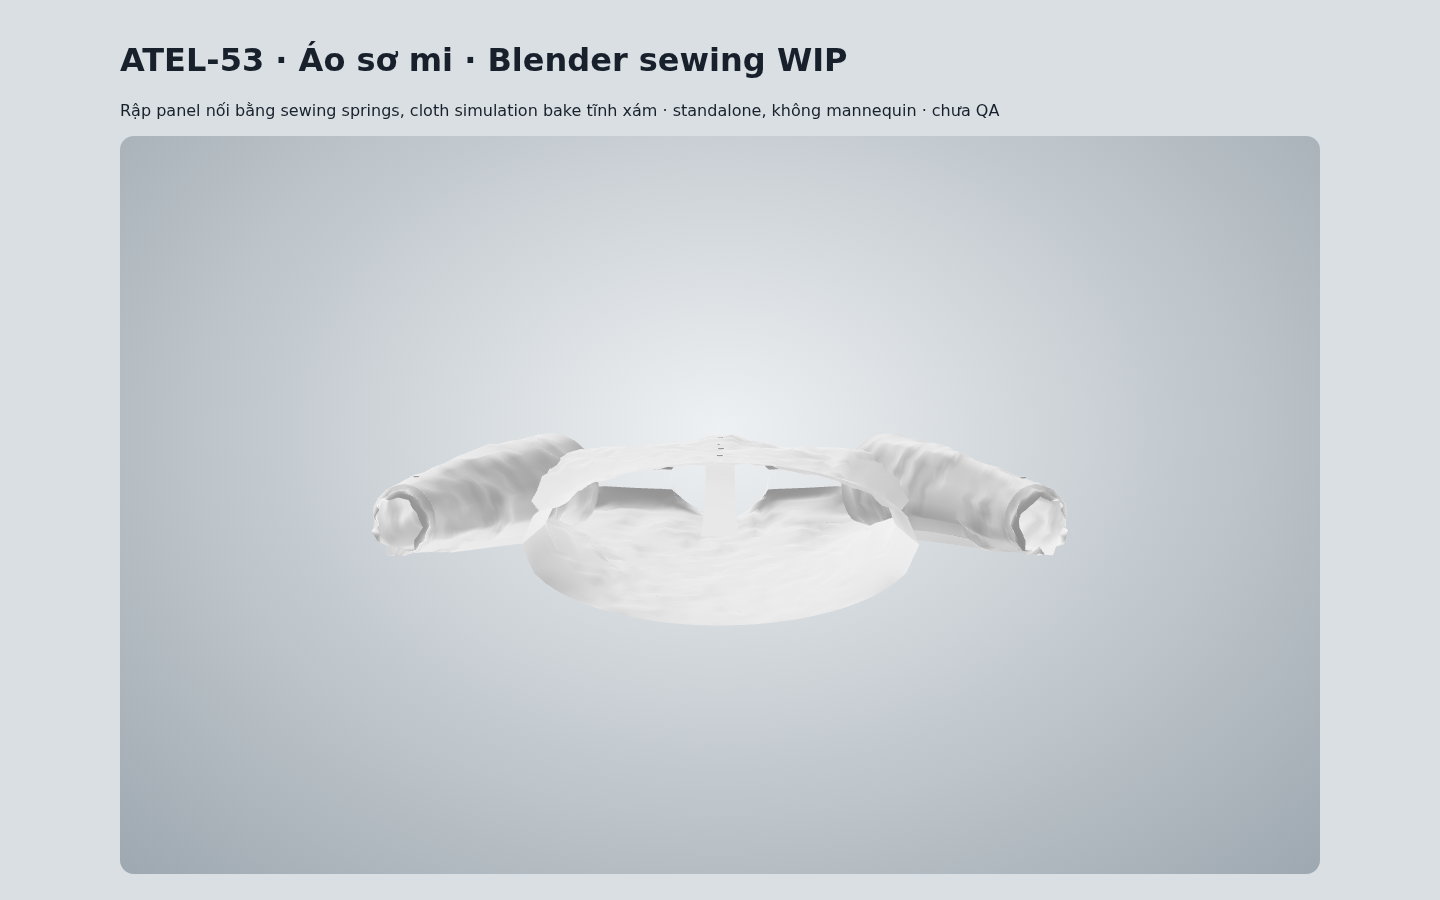 ATEL-53 · Áo sơ mi · Blender sewing WIP
Rập panel nối bằng sewing springs, cloth simulation bake tĩnh xám · standalone, không mannequin · chưa QA